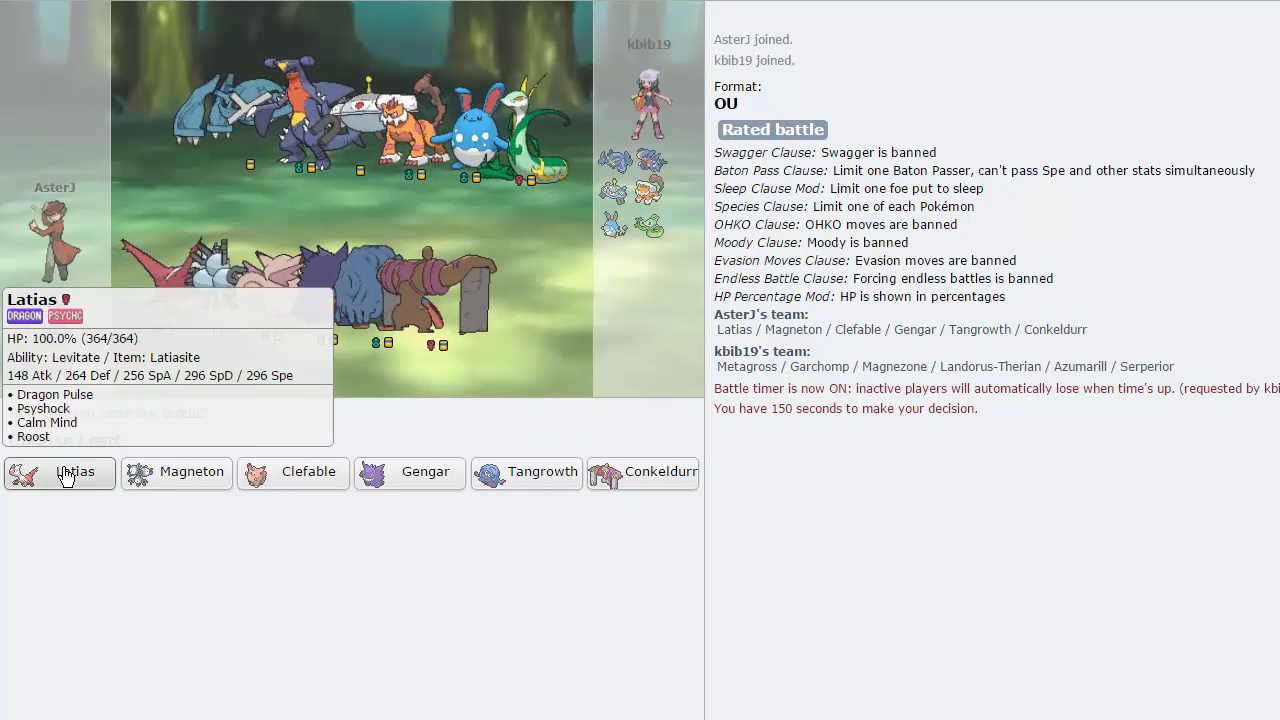 kbib19
AsterJ
Latias
DRAGON PSYCHC
HP: 100.0% (364/364)
Ability: Levitate / Item: Latiasite
148 Atk / 264 Def / 256 SpA / 296 SpD / 296 Spe
• Dragon Pulse
• Psyshock
• Calm Mind
• Roost
Latias
Magneton
Clefable
Gengar
Tangrowth
Conkeldurr
AsterJ joined.
kbib19 joined.
Format:
OU
Rated battle
Swagger Clause: Swagger is banned
Baton Pass Clause: Limit one Baton Passer, can't pass Spe and other stats simultaneously
Sleep Clause Mod: Limit one foe put to sleep
Species Clause: Limit one of each Pokémon
OHKO Clause: OHKO moves are banned
Moody Clause: Moody is banned
Evasion Moves Clause: Evasion moves are banned
Endless Battle Clause: Forcing endless battles is banned
HP Percentage Mod: HP is shown in percentages
AsterJ's team:
Latias / Magneton / Clefable / Gengar / Tangrowth / Conkeldurr
kbib19's team:
Metagross / Garchomp / Magnezone / Landorus-Therian / Azumarill / Serperior
Battle timer is now ON: inactive players will automatically lose when time's up. (requested by kbi
You have 150 seconds to make your decision.